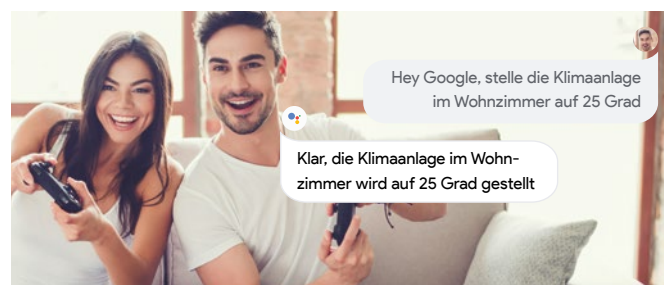 Hey Google, stelle die Klimaanlage
im Wohnzimmer auf 25 Grad
Klar, die Klimaanlage im Wohn-
zimmer wird auf 25 Grad gestellt